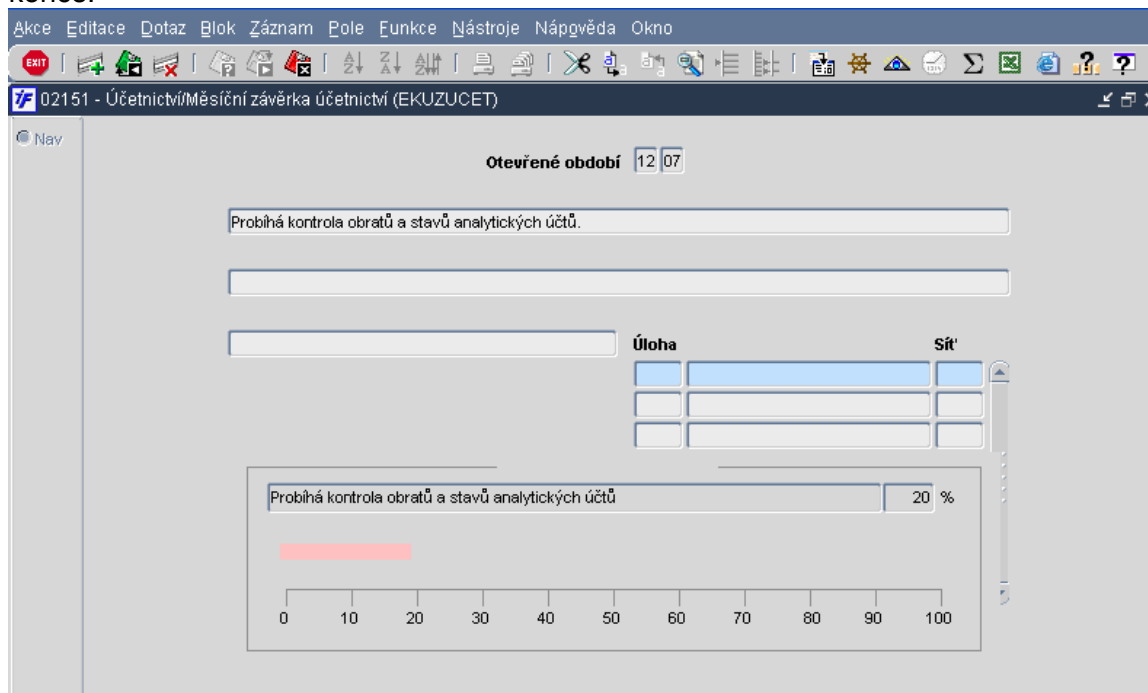 Akce Editace Dotaz Blok Záznam Pole Funkce Nástroje Nápověda Okno
EXIT
02151 - Účetnictví/Měsíční závěrka účetnictví (EKUZUCET)
Nav
Otevřené období 12 07
Probíhá kontrola obratů a stavů analytických účtů.
Úloha Síť
Probíhá kontrola obratů a stavů analytických účtů 20 %
0 10 20 30 40 50 60 70 80 90 100